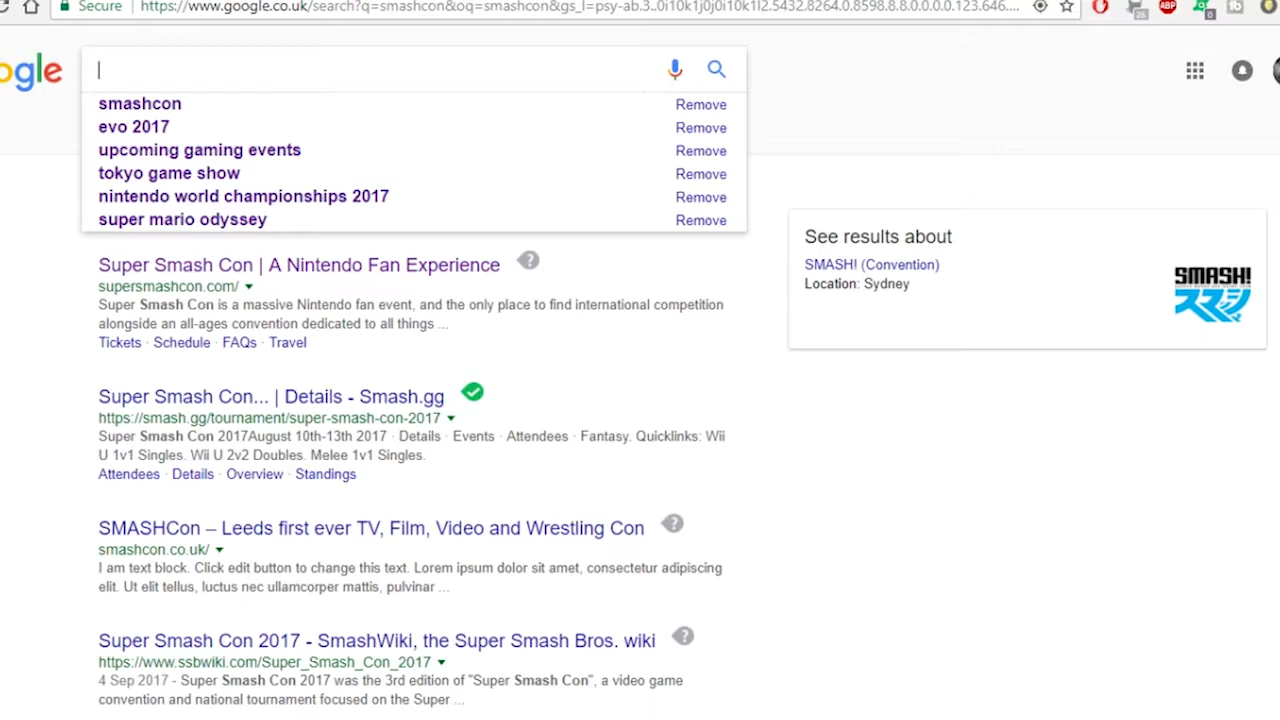 Secure https://www.google.co.uk/search?q=smashcon&oq=smashcon&gs_l=psy-ab.3..0i10k1j0j0i10k1l2.5432.8264.0.8598.8.8.0.0.0.0.123.646....
ABP
26
0
ogle
smashcon Remove
evo 2017 Remove
upcoming gaming events Remove
tokyo game show Remove
nintendo world championships 2017 Remove
super mario odyssey Remove
Super Smash Con | A Nintendo Fan Experience
supersmashcon.com/
Super Smash Con is a massive Nintendo fan event, and the only place to find international competition
alongside an all-ages convention dedicated to all things ...
Tickets · Schedule · FAQs · Travel
Super Smash Con... | Details - Smash.gg
https://smash.gg/tournament/super-smash-con-2017
Super Smash Con 2017August 10th-13th 2017 · Details · Events · Attendees · Fantasy. Quicklinks: Wii
U 1v1 Singles. Wii U 2v2 Doubles. Melee 1v1 Singles.
Attendees · Details · Overview · Standings
SMASHCon – Leeds first ever TV, Film, Video and Wrestling Con
smashcon.co.uk/
I am text block. Click edit button to change this text. Lorem ipsum dolor sit amet, consectetur adipiscing
elit. Ut elit tellus, luctus nec ullamcorper mattis, pulvinar ...
Super Smash Con 2017 - SmashWiki, the Super Smash Bros. wiki
https://www.ssbwiki.com/Super_Smash_Con_2017
4 Sep 2017 - Super Smash Con 2017 was the 3rd edition of "Super Smash Con", a video game
convention and national tournament focused on the Super ...
See results about
SMASH! (Convention)
Location: Sydney
SMASH!
スマッシュ